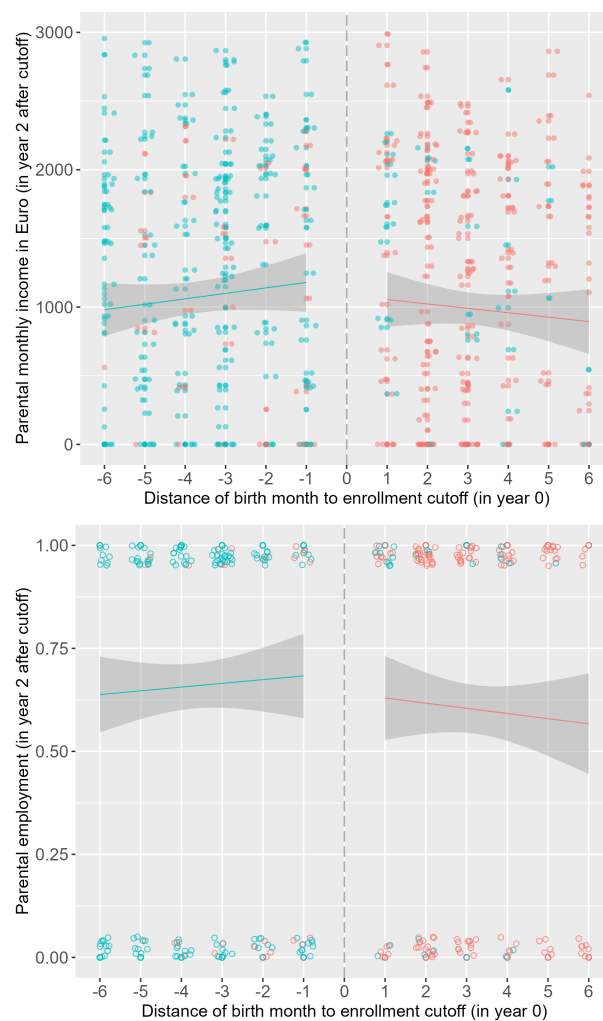 Parental monthly income in Euro (in year 2 after cutoff)
3000
2000
1000
0
-6 -5 -4 -3 -2 -1 0 1 2 3 4 5 6
Distance of birth month to enrollment cutoff (in year 0)
Parental employment (in year 2 after cutoff)
1.00
0.75
0.50
0.25
0.00
-6 -5 -4 -3 -2 -1 0 1 2 3 4 5 6
Distance of birth month to enrollment cutoff (in year 0)